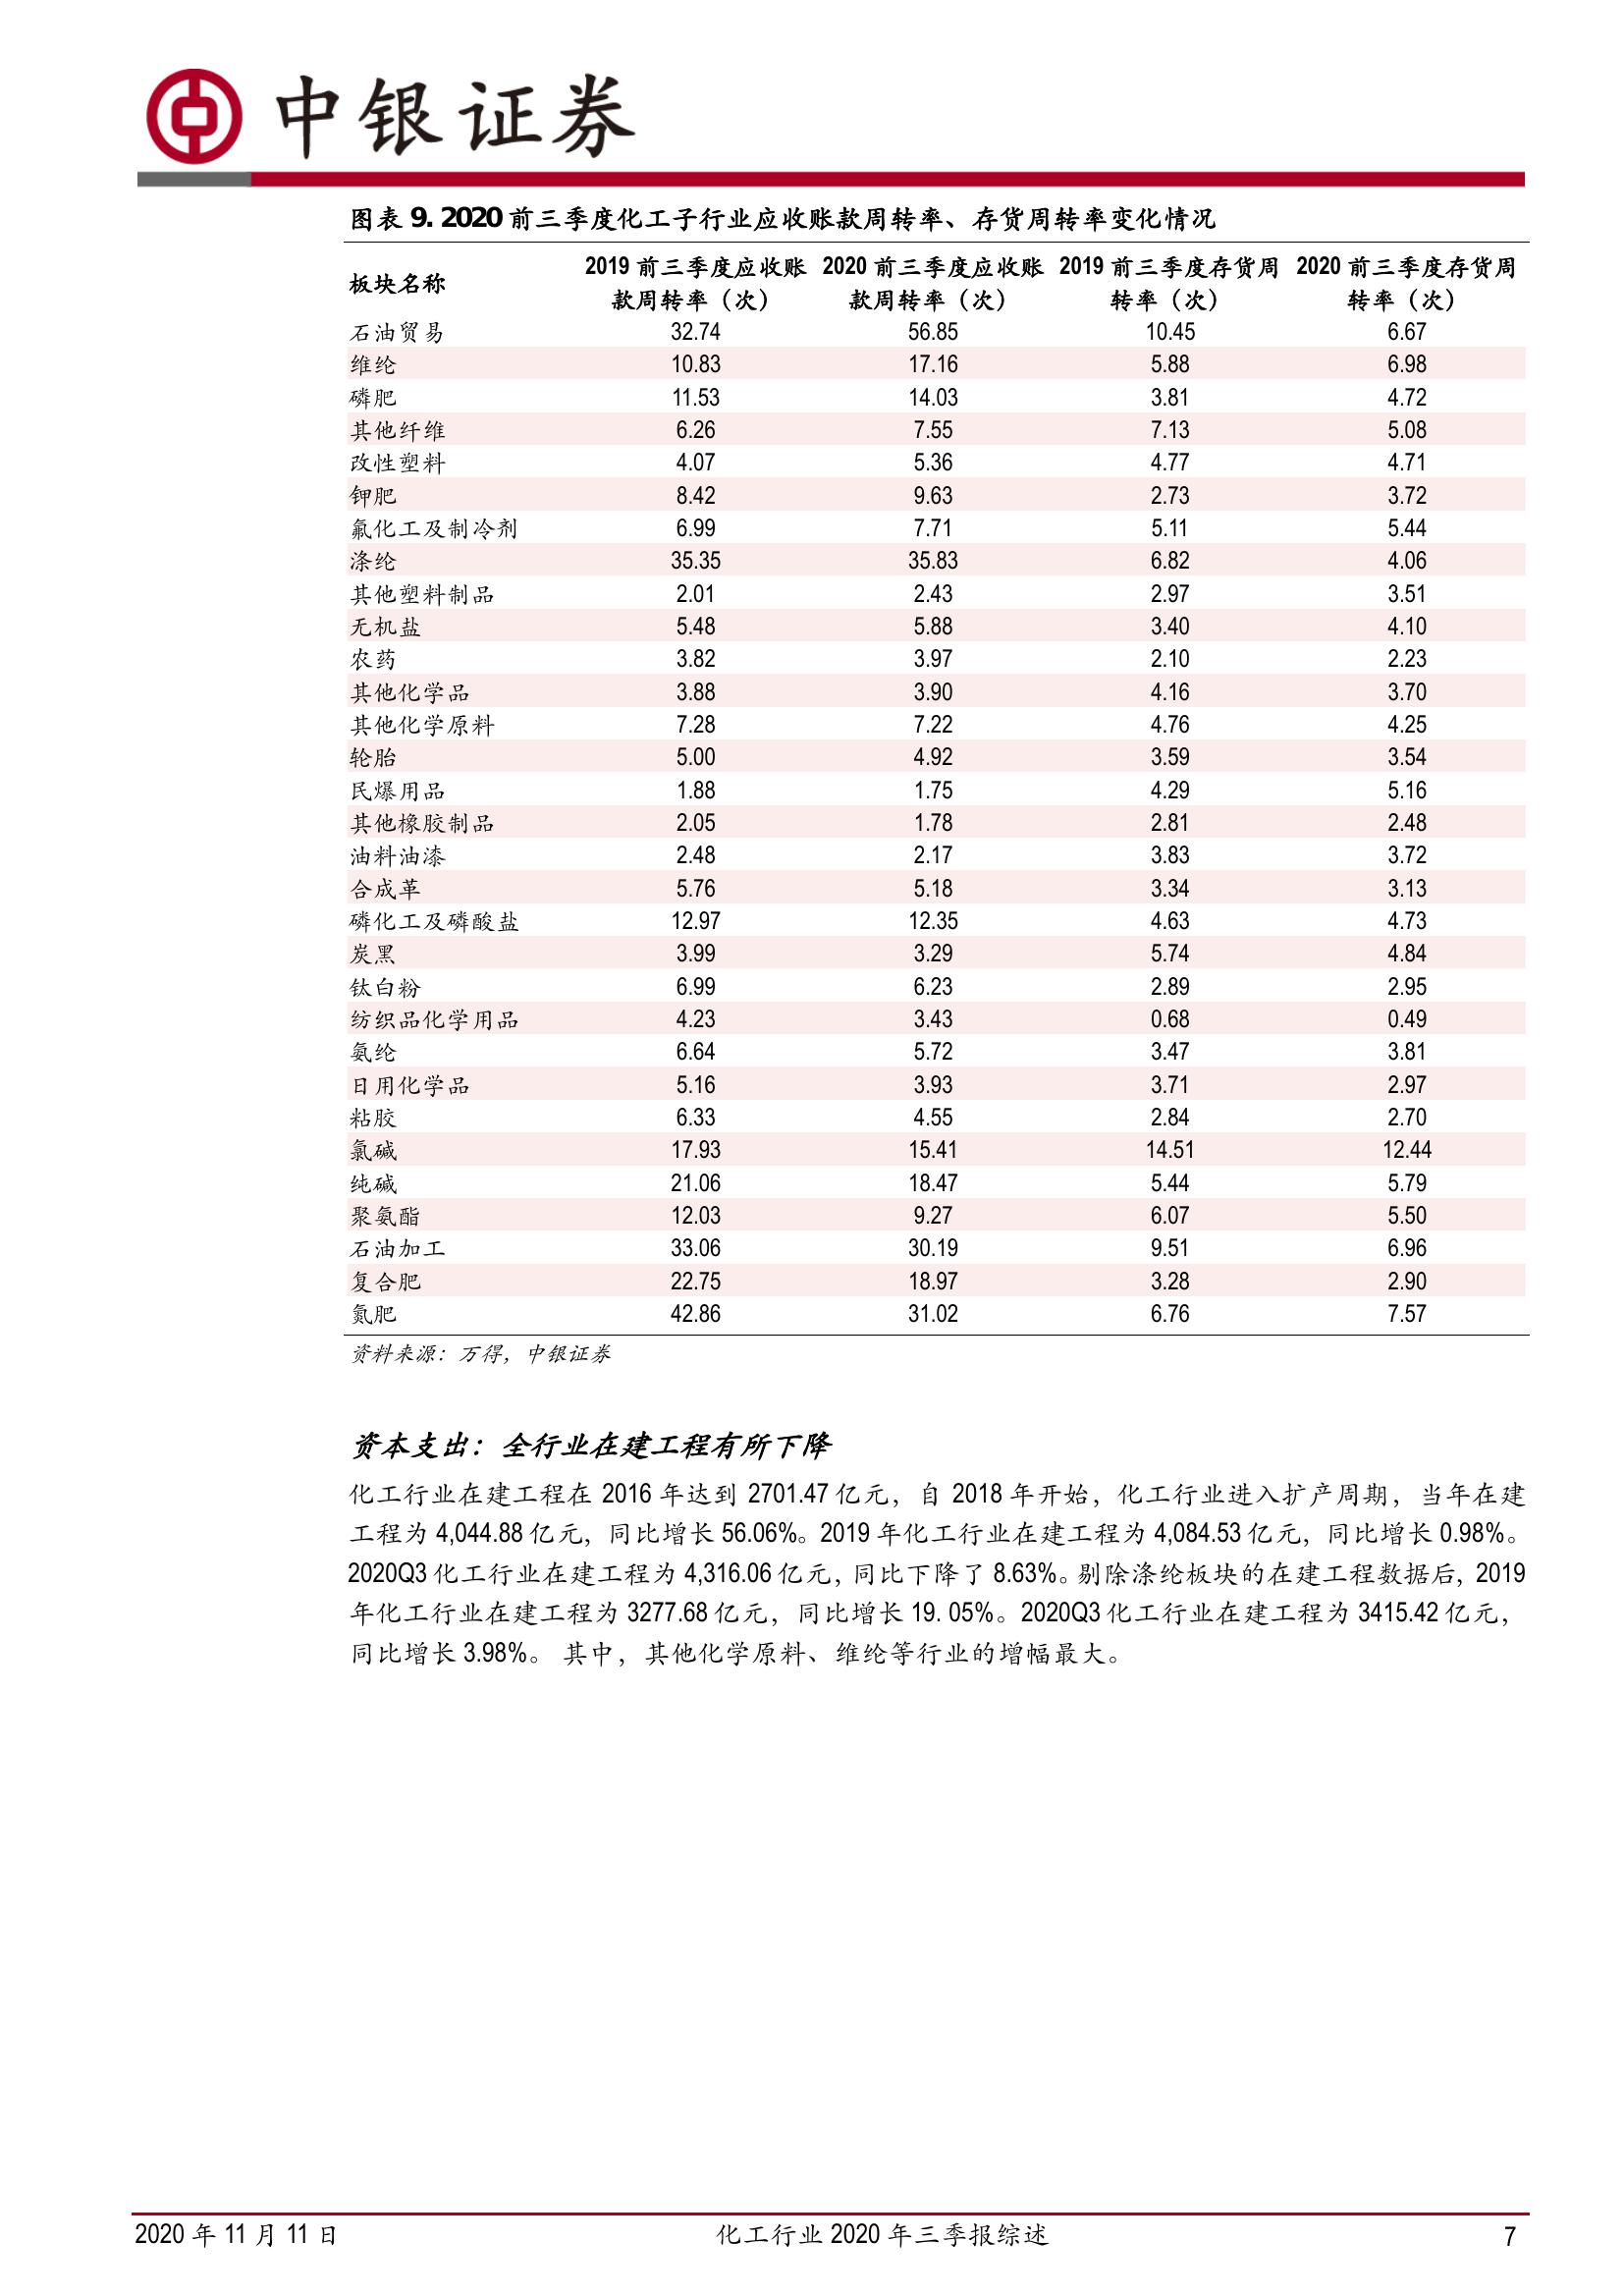 中银证券
图表 9. 2020 前三季度化工子行业应收账款周转率、存货周转率变化情况
板块名称 2019 前三季度应收账款周转率（次） 2020 前三季度应收账款周转率（次） 2019 前三季度存货周转率（次） 2020 前三季度存货周转率（次）
石油贸易 32.74 56.85 10.45 6.67
维纶 10.83 17.16 5.88 6.98
磷肥 11.53 14.03 3.81 4.72
其他纤维 6.26 7.55 7.13 5.08
改性塑料 4.07 5.36 4.77 4.71
钾肥 8.42 9.63 2.73 3.72
氟化工及制冷剂 6.99 7.71 5.11 5.44
涤纶 35.35 35.83 6.82 4.06
其他塑料制品 2.01 2.43 2.97 3.51
无机盐 5.48 5.88 3.40 4.10
农药 3.82 3.97 2.10 2.23
其他化学品 3.88 3.90 4.16 3.70
其他化学原料 7.28 7.22 4.76 4.25
轮胎 5.00 4.92 3.59 3.54
民爆用品 1.88 1.75 4.29 5.16
其他橡胶制品 2.05 1.78 2.81 2.48
油料油漆 2.48 2.17 3.83 3.72
合成革 5.76 5.18 3.34 3.13
磷化工及磷酸盐 12.97 12.35 4.63 4.73
炭黑 3.99 3.29 5.74 4.84
钛白粉 6.99 6.23 2.89 2.95
纺织品化学用品 4.23 3.43 0.68 0.49
氨纶 6.64 5.72 3.47 3.81
日用化学品 5.16 3.93 3.71 2.97
粘胶 6.33 4.55 2.84 2.70
氯碱 17.93 15.41 14.51 12.44
纯碱 21.06 18.47 5.44 5.79
聚氨酯 12.03 9.27 6.07 5.50
石油加工 33.06 30.19 9.51 6.96
复合肥 22.75 18.97 3.28 2.90
氮肥 42.86 31.02 6.76 7.57
资料来源：万得，中银证券
资本支出：全行业在建工程有所下降
化工行业在建工程在 2016 年达到 2701.47 亿元，自 2018 年开始，化工行业进入扩产周期，当年在建
工程为 4,044.88 亿元，同比增长 56.06%。2019 年化工行业在建工程为 4,084.53 亿元，同比增长 0.98%。
2020Q3 化工行业在建工程为 4,316.06 亿元，同比下降了 8.63%。剔除涤纶板块的在建工程数据后，2019
年化工行业在建工程为 3277.68 亿元，同比增长 19. 05%。2020Q3 化工行业在建工程为 3415.42 亿元，
同比增长 3.98%。 其中，其他化学原料、维纶等行业的增幅最大。
2020 年 11 月 11 日 化工行业 2020 年三季报综述 7